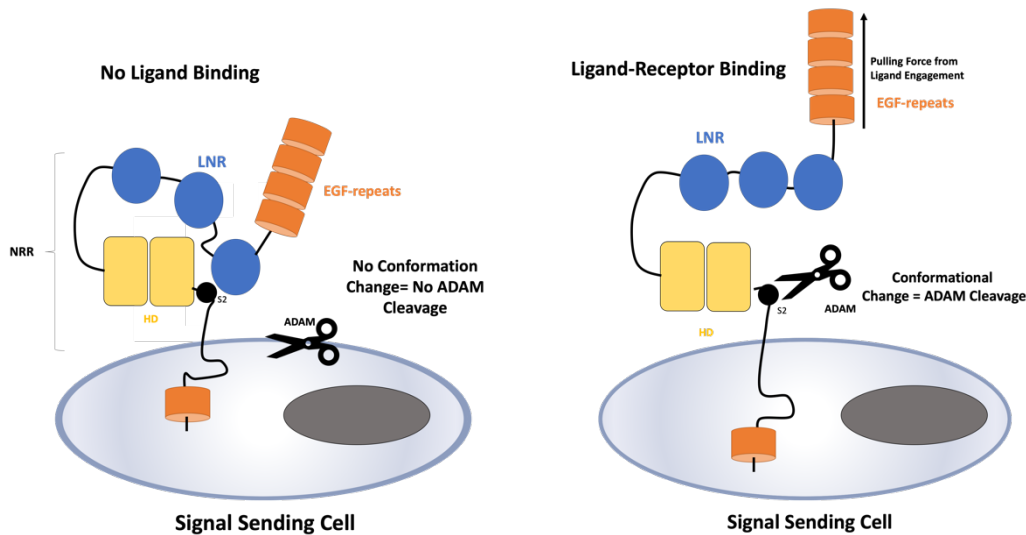 No Ligand Binding
LNR
EGF-repeats
NRR
S2
HD
No Conformation
Change= No ADAM
Cleavage
ADAM
Signal Sending Cell
Ligand-Receptor Binding
Pulling Force from
Ligand Engagement
EGF-repeats
LNR
S2
ADAM
HD
Conformational
Change = ADAM Cleavage
Signal Sending Cell